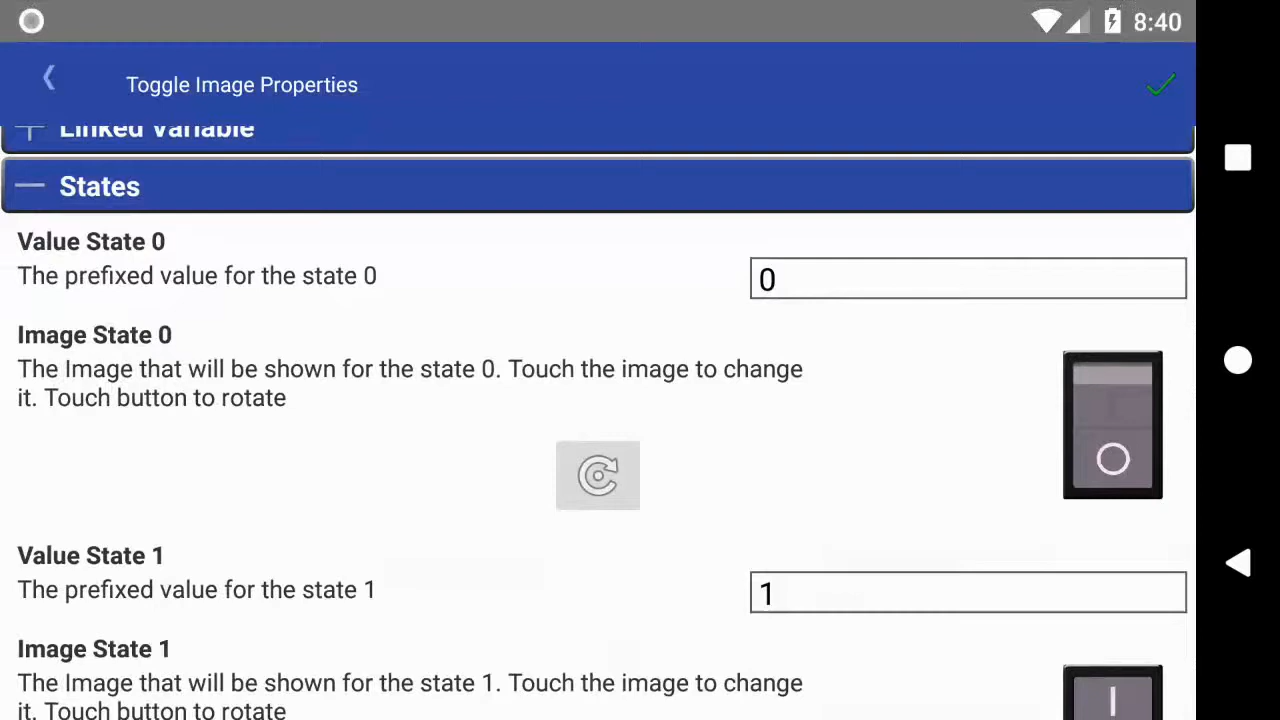 8:40
Toggle Image Properties
Linked Variable
States
Value State 0
The prefixed value for the state 0
0
Image State 0
The Image that will be shown for the state 0. Touch the image to change
it. Touch button to rotate
Value State 1
The prefixed value for the state 1
1
Image State 1
The Image that will be shown for the state 1. Touch the image to change
it. Touch button to rotate